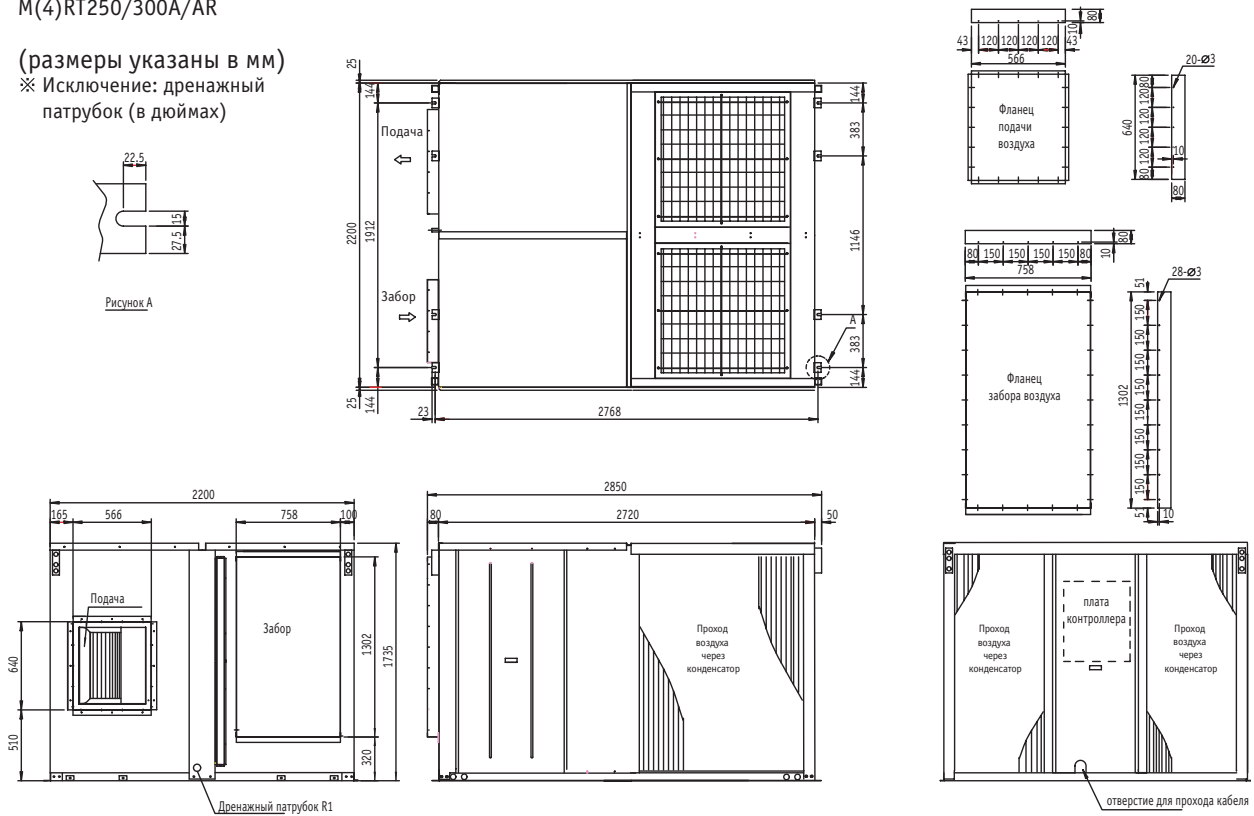 M(4)RT250/300A/AR
(размеры указаны в мм)
※ Исключение: дренажный
патрубок (в дюймах)
22.5
15
27.5
Рисунок А
25
144
2200
1912
25
144
Подача
Забор
23
2768
144
383
1146
383
144
A
80
10
43 120 120 120 120 43
566
Фланец
подачи
воздуха
20-ø3
640
80 120 120 120 120 80
10
80
80
10
80 150 150 150 150 80
758
Фланец
забора воздуха
28-ø3
1302
51
150
150
150
150
150
150
150
150
51
10
2200
165 566 758 100
Подача
Забор
640
510
1302
1735
320
Дренажный патрубок R1
2850
80 2720 50
Проход
воздуха
через
конденсатор
Проход
воздуха
через
конденсатор
плата
контроллера
Проход
воздуха
через
конденсатор
отверстие для прохода кабеля